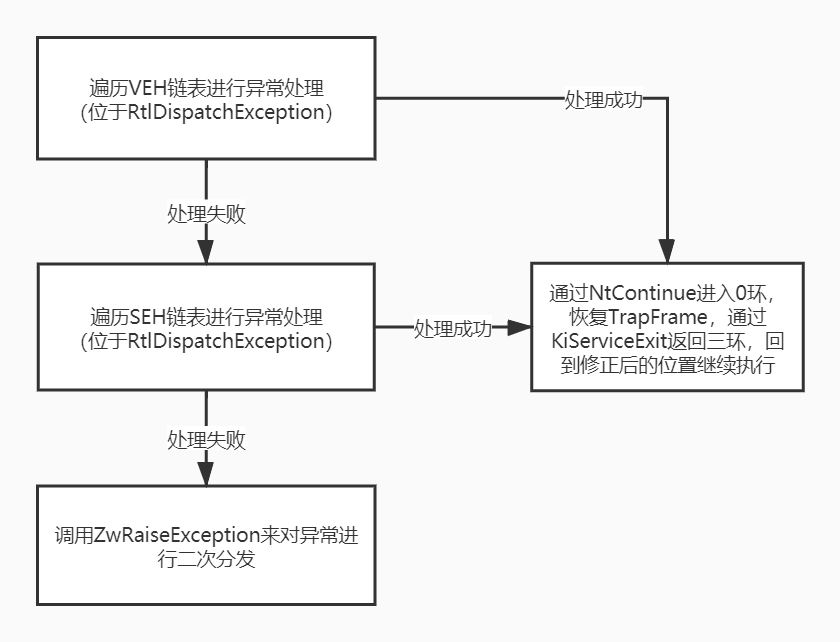 遍历VEH链表进行异常处理
（位于RtlDispatchException）
处理成功
处理失败
遍历SEH链表进行异常处理
（位于RtlDispatchException）
处理成功
通过NtContinue进入0环，
恢复TrapFrame，通过
KiServiceExit返回三环，回
到修正后的位置继续执行
处理失败
调用ZwRaiseException来对异常进
行二次分发